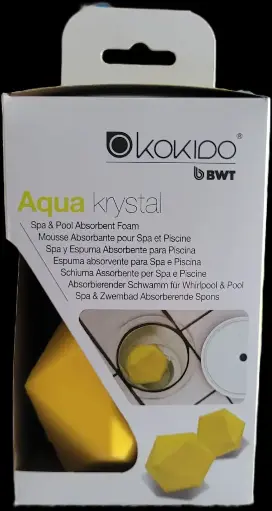 KOKIDO®
BWT
Aqua krystal
Spa & Pool Absorbent Foam
Mousse Absorbante pour Spa et Piscine
Spa y Espuma Absorbente para Piscina
Espuma absorvente para Spa e Piscina
Schiuma Assorbente per Spa e Piscine
Absorbierender Schwamm für Whirlpool & Pool
Spa & Zwembad Absorberende Spons